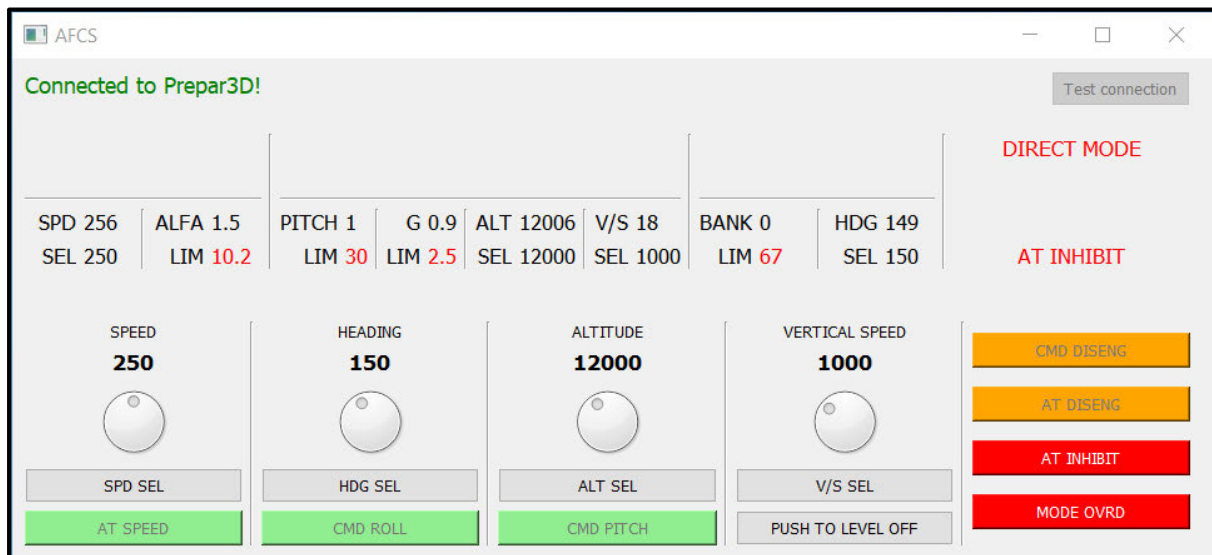 AFCS
Connected to Prepar3D!
Test connection
DIRECT MODE
SPD 256 ALFA 1.5 PITCH 1 G 0.9 ALT 12006 V/S 18 BANK 0 HDG 149
SEL 250 LIM 10.2 LIM 30 LIM 2.5 SEL 12000 SEL 1000 LIM 67 SEL 150 AT INHIBIT
SPEED HEADING ALTITUDE VERTICAL SPEED
250 150 12000 1000
CMD DISENG
AT DISENG
AT INHIBIT
SPD SEL HDG SEL ALT SEL V/S SEL
MODE OVRD
AT SPEED CMD ROLL CMD PITCH PUSH TO LEVEL OFF